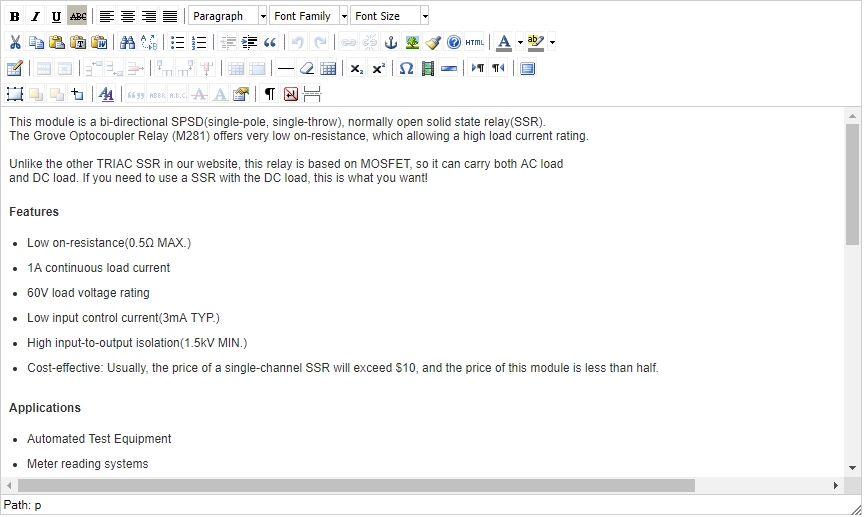 B I U ABC Paragraph Font Family Font Size
HTML A ab
This module is a bi-directional SPSD(single-pole, single-throw), normally open solid state relay(SSR).
The Grove Optocoupler Relay (M281) offers very low on-resistance, which allowing a high load current rating.
Unlike the other TRIAC SSR in our website, this relay is based on MOSFET, so it can carry both AC load
and DC load. If you need to use a SSR with the DC load, this is what you want!
Features
• Low on-resistance(0.5Ω MAX.)
• 1A continuous load current
• 60V load voltage rating
• Low input control current(3mA TYP.)
• High input-to-output isolation(1.5kV MIN.)
• Cost-effective: Usually, the price of a single-channel SSR will exceed $10, and the price of this module is less than half.
Applications
• Automated Test Equipment
• Meter reading systems
Path: p